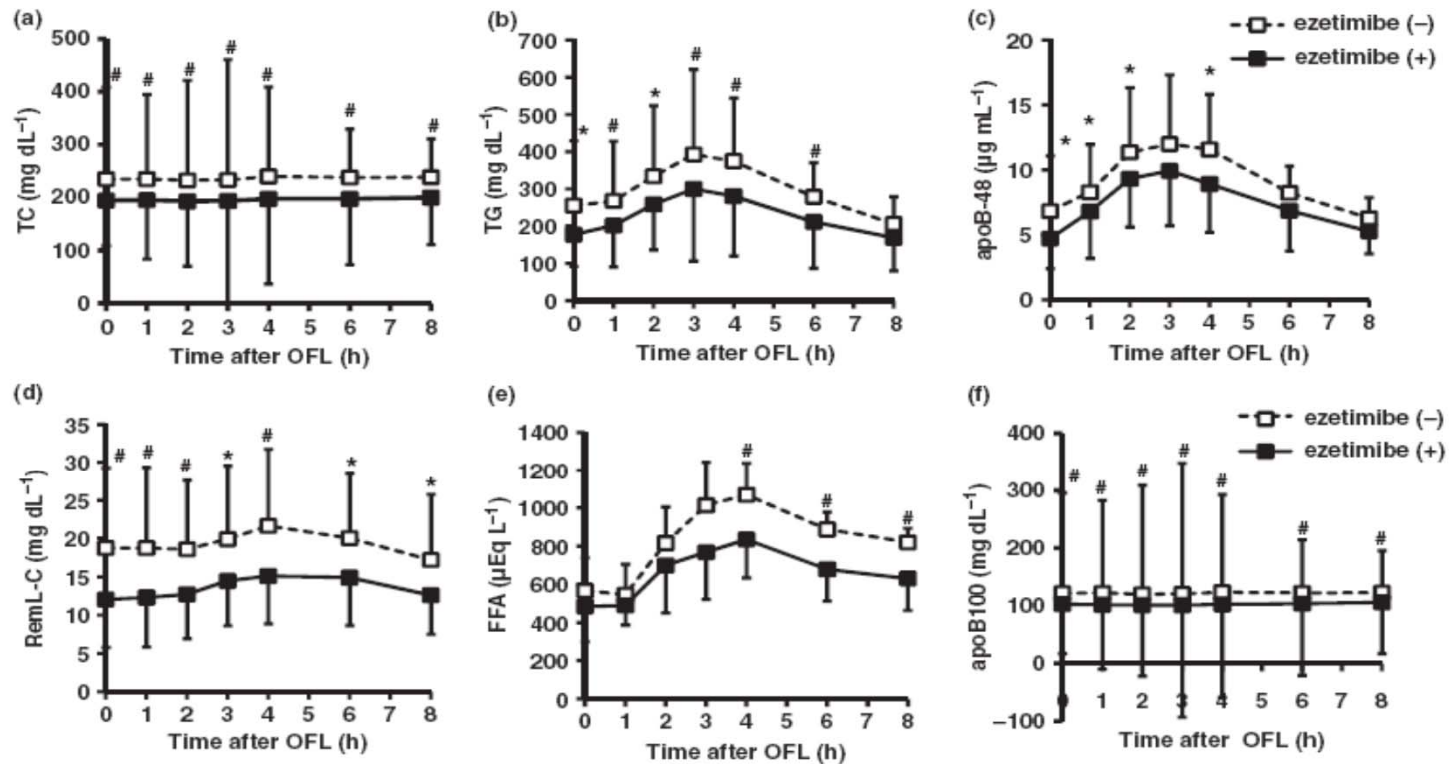 (a)
500
400
300
200
100
0
TC (mg dL⁻¹)
# # # # # # #
0 1 2 3 4 5 6 7 8
Time after OFL (h)
(b)
700
600
500
400
300
200
100
0
TG (mg dL⁻¹)
* # * # # #
0 1 2 3 4 5 6 7 8
Time after OFL (h)
(c)
ezetimibe (−)
ezetimibe (+)
20
15
10
5
0
apoB-48 (µg mL⁻¹)
* * * *
0 1 2 3 4 5 6 7 8
Time after OFL (h)
(d)
35
30
25
20
15
10
5
0
RemL-C (mg dL⁻¹)
# # # * # * *
0 1 2 3 4 5 6 7 8
Time after OFL (h)
(e)
1400
1200
1000
800
600
400
200
0
FFA (µEq L⁻¹)
# # #
0 1 2 3 4 5 6 7 8
Time after OFL (h)
(f)
ezetimibe (−)
ezetimibe (+)
400
300
200
100
0
−100
apoB100 (mg dL⁻¹)
# # # # # # #
0 1 2 3 4 5 6 7 8
Time after OFL (h)